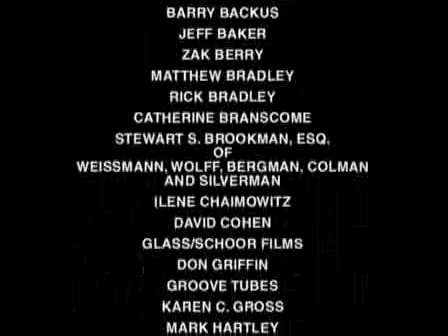 BARRY BACKUS
JEFF BAKER
ZAK BERRY
MATTHEW BRADLEY
RICK BRADLEY
CATHERINE BRANSCOME
STEWART S. BROOKMAN, ESQ.
OF
WEISSMANN, WOLFF, BERGMAN, COLMAN
AND SILVERMAN
ILENE CHAIMOWITZ
DAVID COHEN
GLASS/SCHOOR FILMS
DON GRIFFIN
GROOVE TUBES
KAREN C. GROSS
MARK HARTLEY